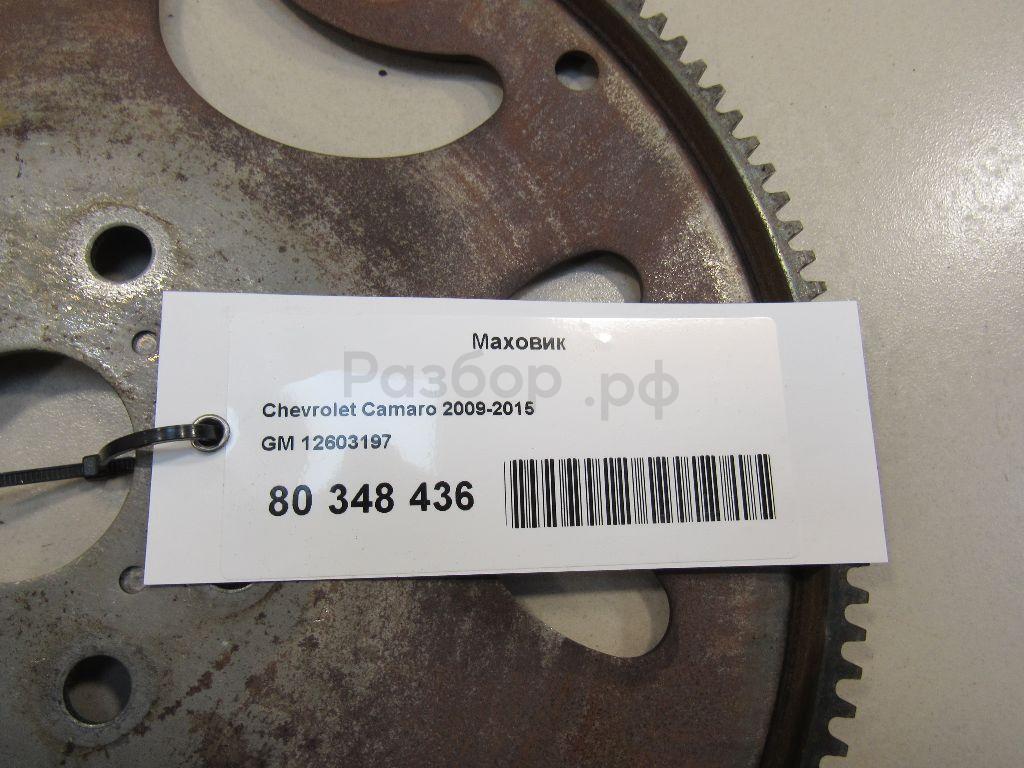 Маховик
Разбор.рф
Chevrolet Camaro 2009-2015
GM 12603197
80 348 436